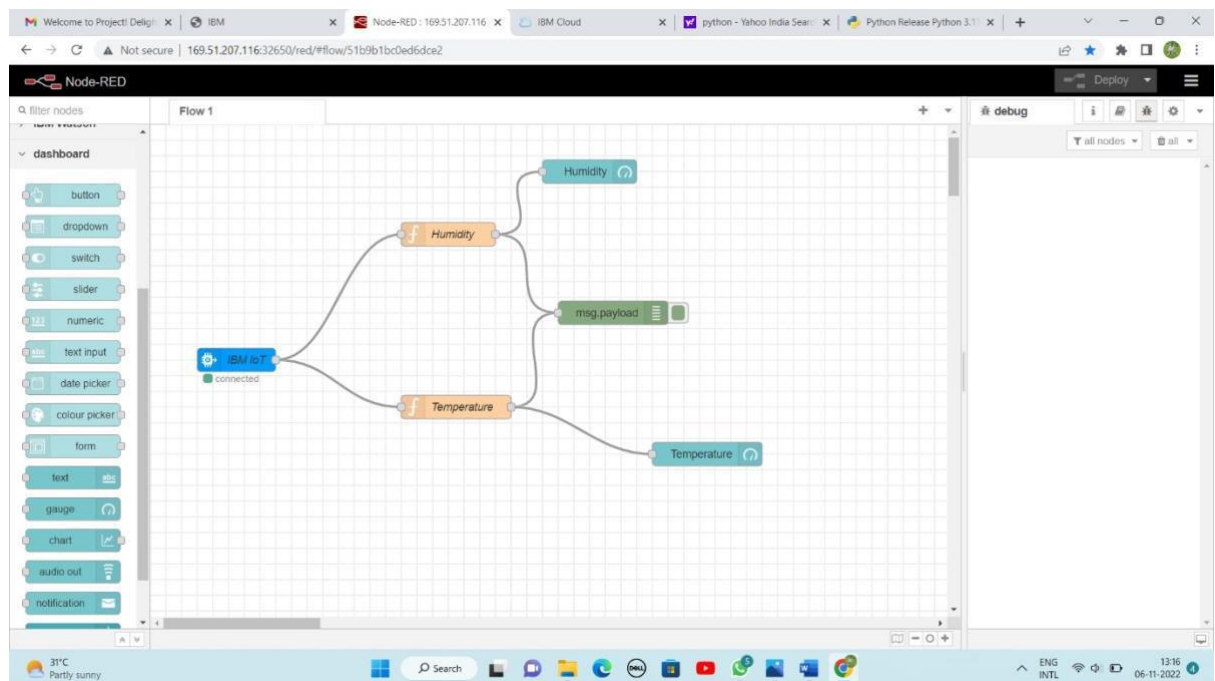 Welcome to Project! Deligh
IBM
Node-RED : 169.51.207.116
IBM Cloud
python - Yahoo India Searc
Python Release Python 3.1
Not secure
169.51.207.116:32650/red/#flow/51b9b1bc0ed6dce2
Node-RED
Deploy
filter nodes
Flow 1
debug
all nodes
all
IBM Watson
dashboard
button
dropdown
switch
slider
numeric
text input
date picker
colour picker
form
text
gauge
chart
audio out
notification
Humidity
Humidity
msg.payload
IBM IoT
connected
Temperature
Temperature
31°C
Partly sunny
Search
DELL
ENG
INTL
13:16
06-11-2022
4